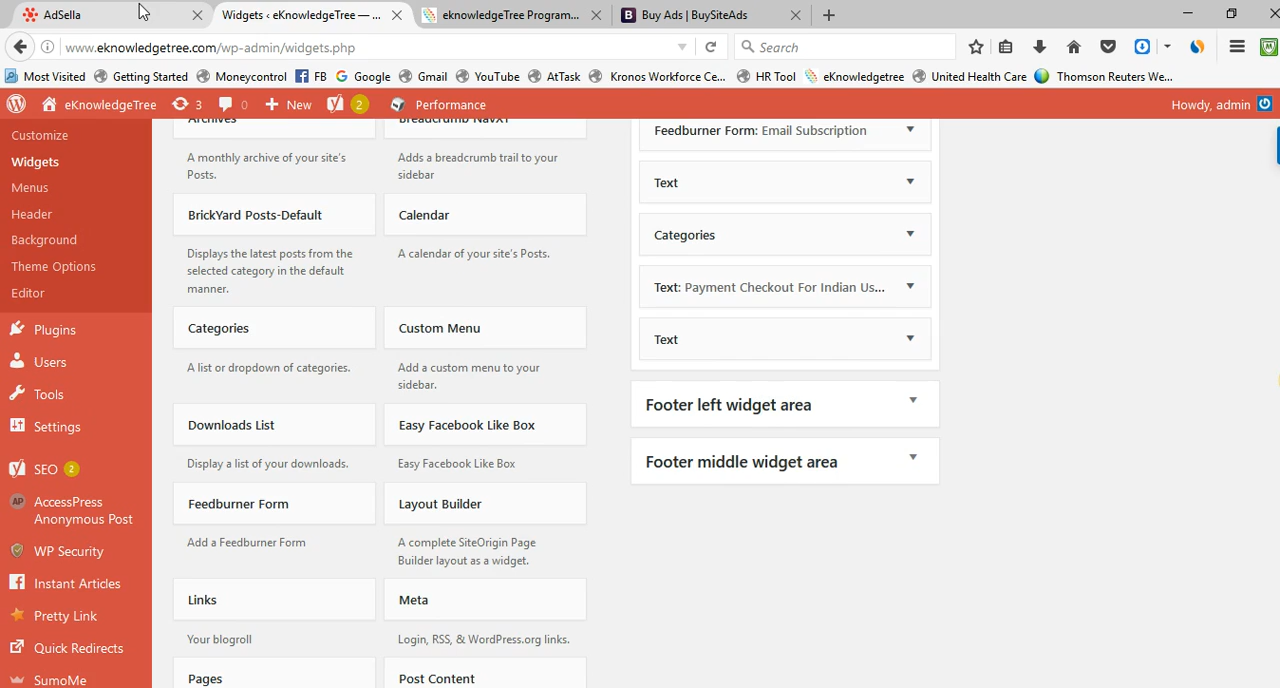 AdSella
Widgets ‹ eKnowledgeTree — ...
eknowledgeTree Program...
Buy Ads | BuySiteAds
www.eknowledgetree.com/wp-admin/widgets.php
Search
Most Visited
Getting Started
Moneycontrol
FB
Google
Gmail
YouTube
AtTask
Kronos Workforce Ce...
HR Tool
eKnowledgetree
United Health Care
Thomson Reuters We...
eKnowledgeTree
3
0
New
2
Performance
Howdy, admin
Customize
Widgets
Menus
Header
Background
Theme Options
Editor
Plugins
Users
Tools
Settings
SEO 2
AccessPress
Anonymous Post
WP Security
Instant Articles
Pretty Link
Quick Redirects
SumoMe
Archives
A monthly archive of your site's
Posts.
Breadcrumb NavXT
Adds a breadcrumb trail to your
sidebar
BrickYard Posts-Default
Displays the latest posts from the
selected category in the default
manner.
Calendar
A calendar of your site's Posts.
Categories
A list or dropdown of categories.
Custom Menu
Add a custom menu to your
sidebar.
Downloads List
Display a list of your downloads.
Easy Facebook Like Box
Easy Facebook Like Box
Feedburner Form
Add a Feedburner Form
Layout Builder
A complete SiteOrigin Page
Builder layout as a widget.
Links
Your blogroll
Meta
Login, RSS, & WordPress.org links.
Pages
Post Content
Feedburner Form: Email Subscription
Text
Categories
Text: Payment Checkout For Indian Us...
Text
Footer left widget area
Footer middle widget area